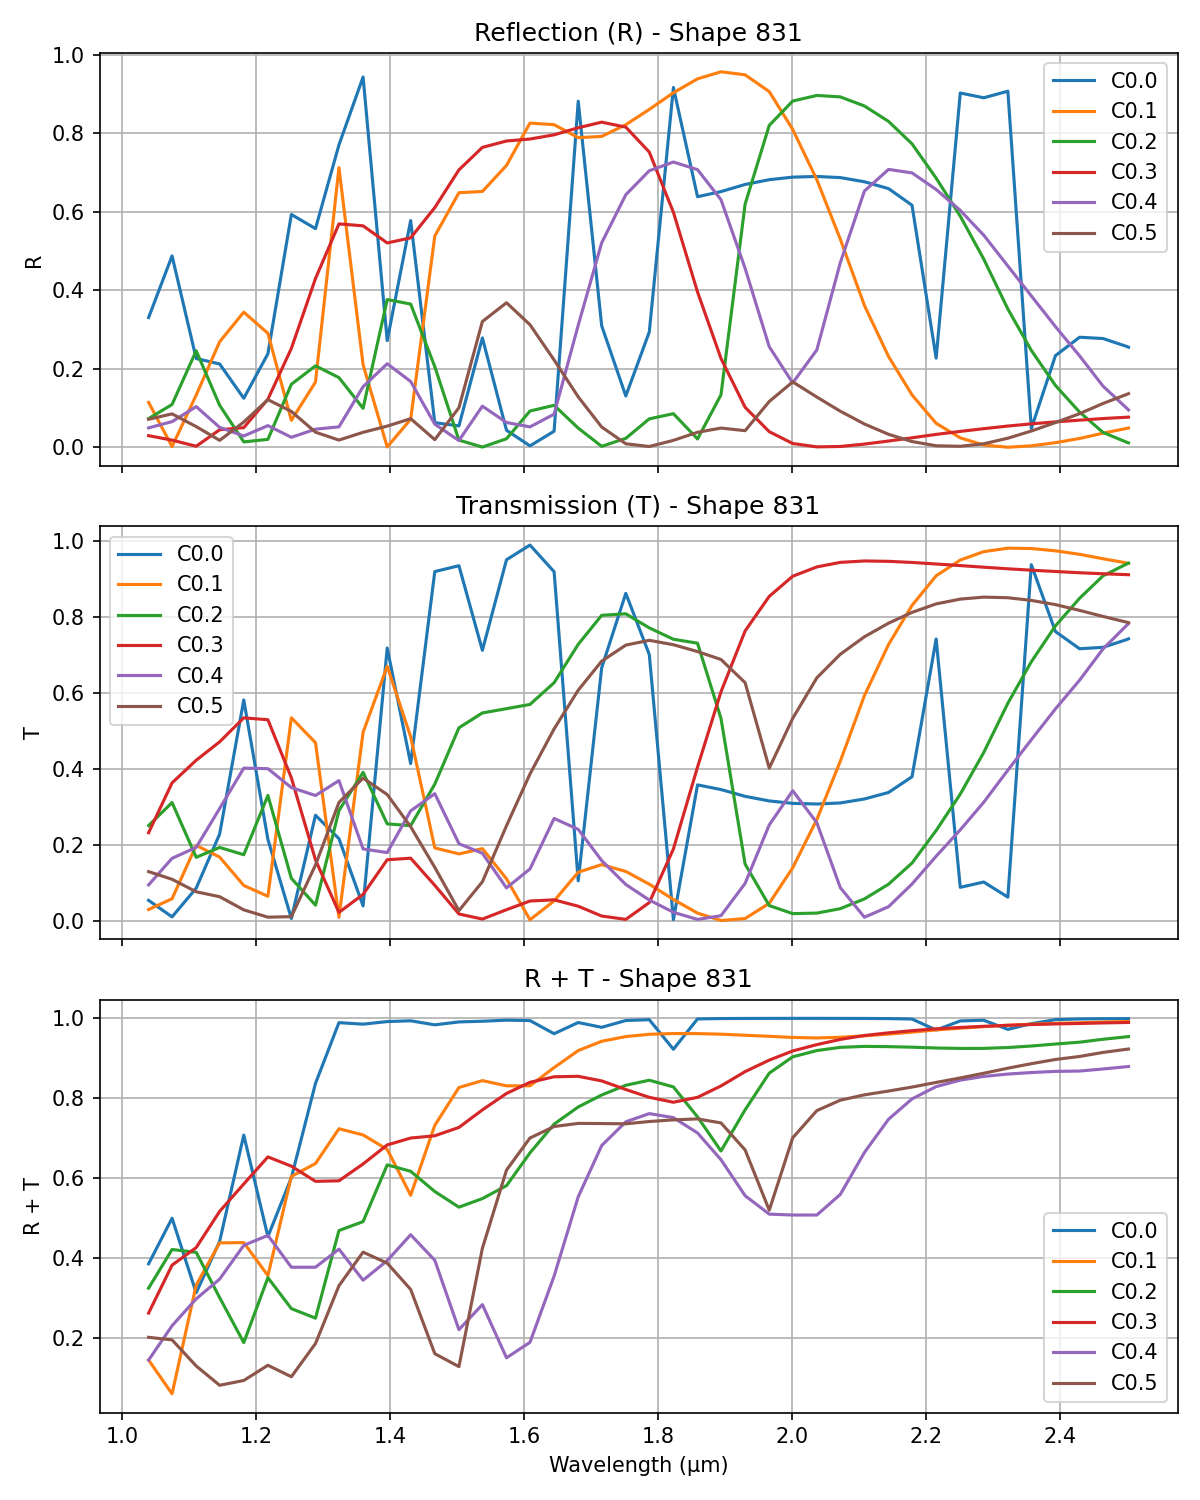 Reflection (R) - Shape 831
1.0
0.8
0.6
0.4
0.2
0.0
R
C0.0
C0.1
C0.2
C0.3
C0.4
C0.5
Transmission (T) - Shape 831
1.0
0.8
0.6
0.4
0.2
0.0
T
C0.0
C0.1
C0.2
C0.3
C0.4
C0.5
R + T - Shape 831
1.0
0.8
0.6
0.4
0.2
R + T
C0.0
C0.1
C0.2
C0.3
C0.4
C0.5
1.0 1.2 1.4 1.6 1.8 2.0 2.2 2.4
Wavelength (μm)